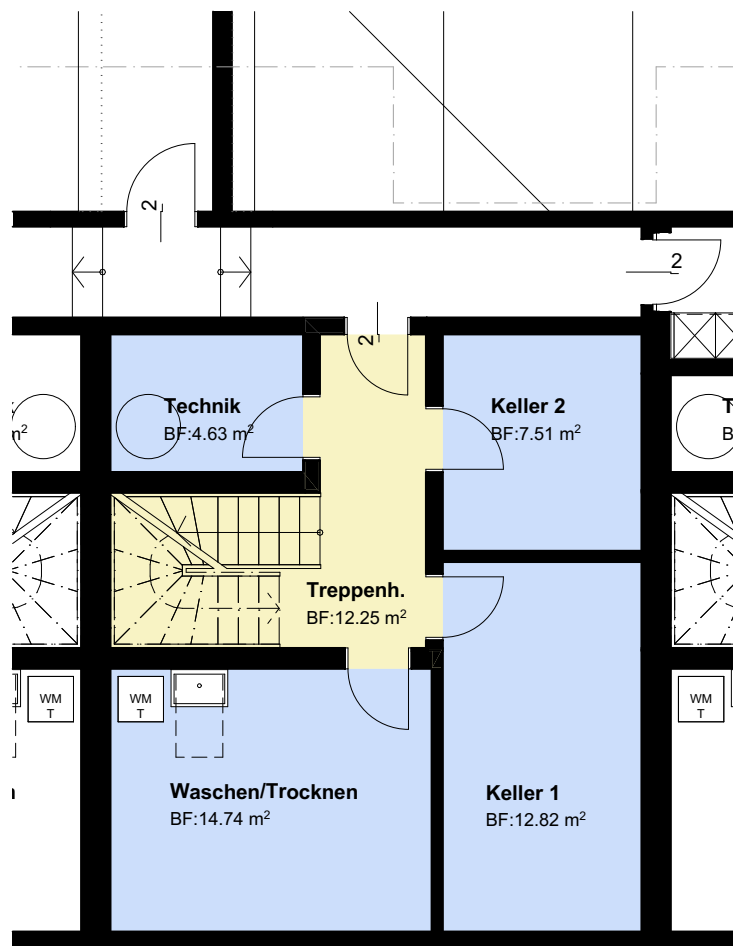 2
2
2
Technik
BF:4.63 m²
Keller 2
BF:7.51 m²
m²
T
B
Treppenh.
BF:12.25 m²
WM
T
WM
T
WM
T
Waschen/Trocknen
BF:14.74 m²
Keller 1
BF:12.82 m²
n